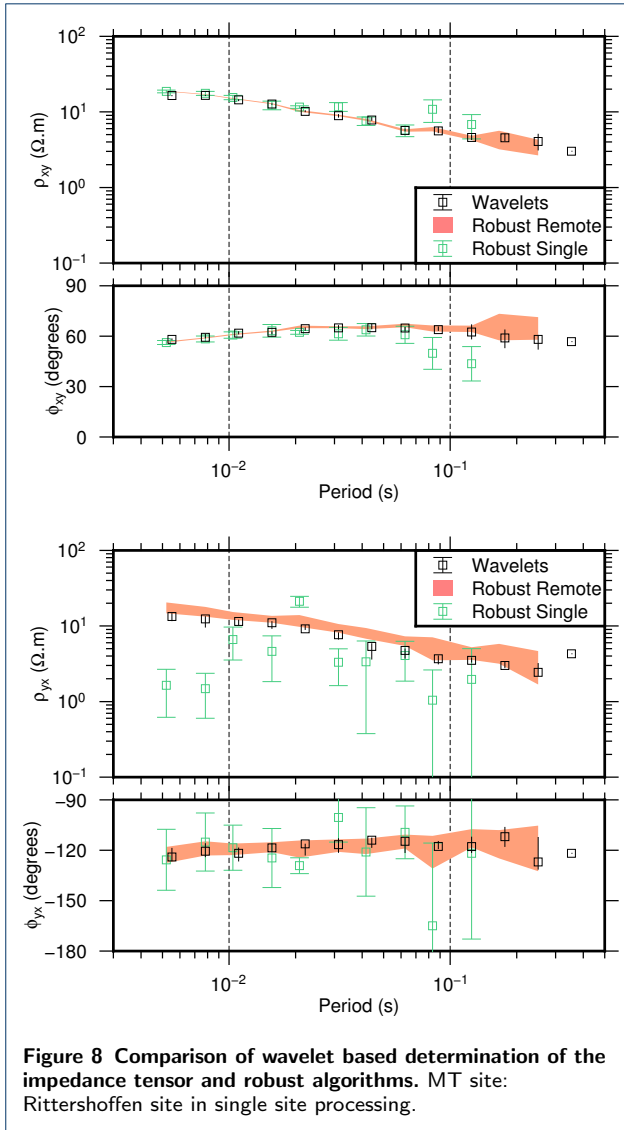 10²
10¹
10⁰
10⁻¹
ρxy (Ω.m)
Wavelets
Robust Remote
Robust Single
90
60
30
0
ϕxy (degrees)
10⁻² 10⁻¹
Period (s)
10²
10¹
10⁰
10⁻¹
ρyx (Ω.m)
Wavelets
Robust Remote
Robust Single
−90
−120
−150
−180
ϕyx (degrees)
10⁻² 10⁻¹
Period (s)
Figure 8 Comparison of wavelet based determination of the
impedance tensor and robust algorithms. MT site:
Rittershoffen site in single site processing.